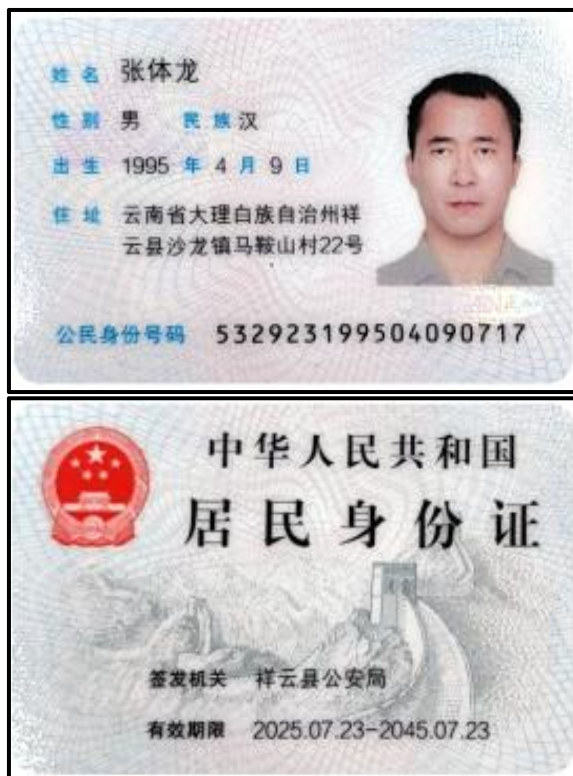 姓名 张体龙
性别 男 民族 汉
出生 1995 年 4 月 9 日
住址 云南省大理白族自治州祥
云县沙龙镇马鞍山村22号
公民身份号码 532923199504090717
中华人民共和国
居民身份证
签发机关 祥云县公安局
有效期限 2025.07.23-2045.07.23